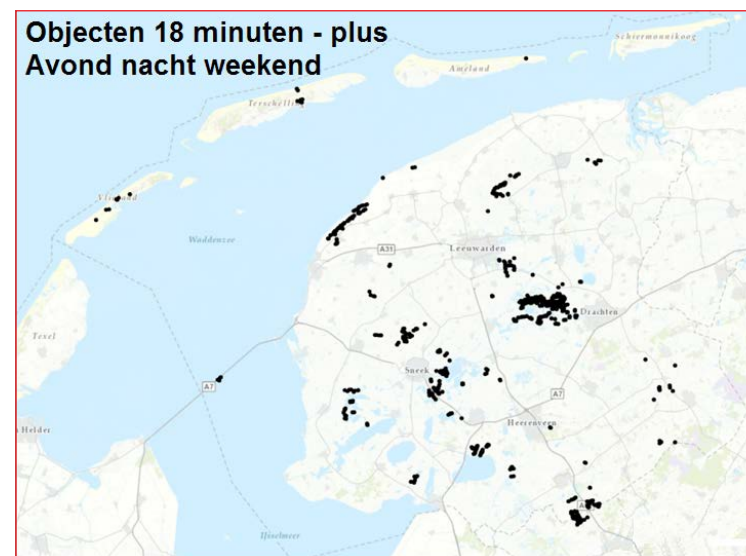 Objecten 18 minuten - plus
Avond nacht weekend
Schiermonnikoog
Ameland
Terschelling
Vlieland
Waddenzee
A31
Leeuwarden
Texel
Drachten
Sneek
A7
A7
Heerenveen
n Helder
IJsselmeer